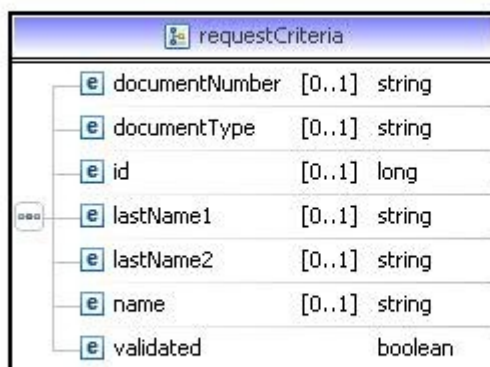 requestCriteria
e documentNumber [0..1] string
e documentType [0..1] string
e id [0..1] long
e lastName1 [0..1] string
e lastName2 [0..1] string
e name [0..1] string
e validated boolean